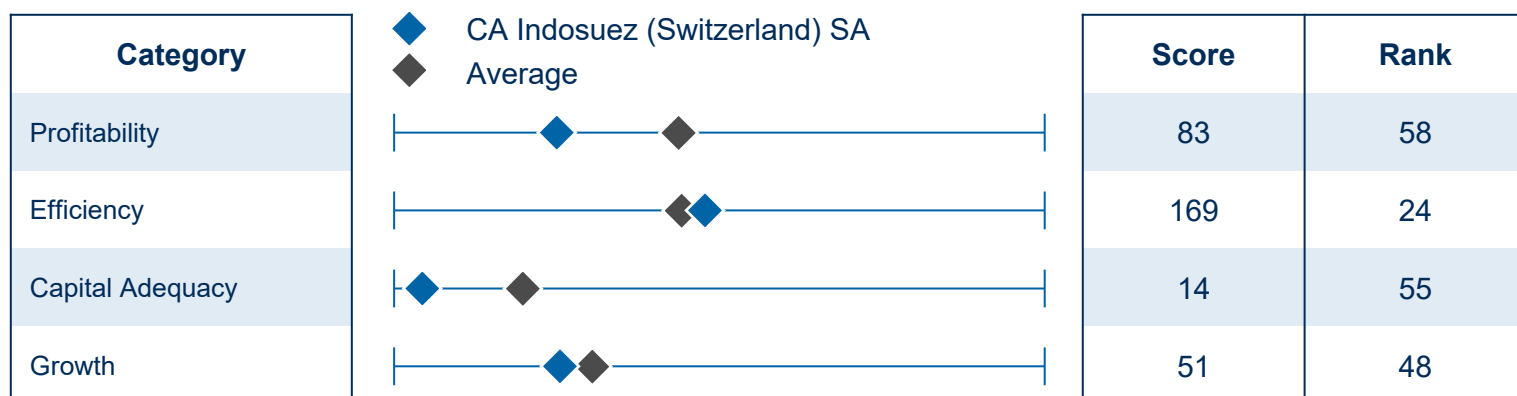 CA Indosuez (Switzerland) SA
Average
Category Score Rank
Profitability 83 58
Efficiency 169 24
Capital Adequacy 14 55
Growth 51 48